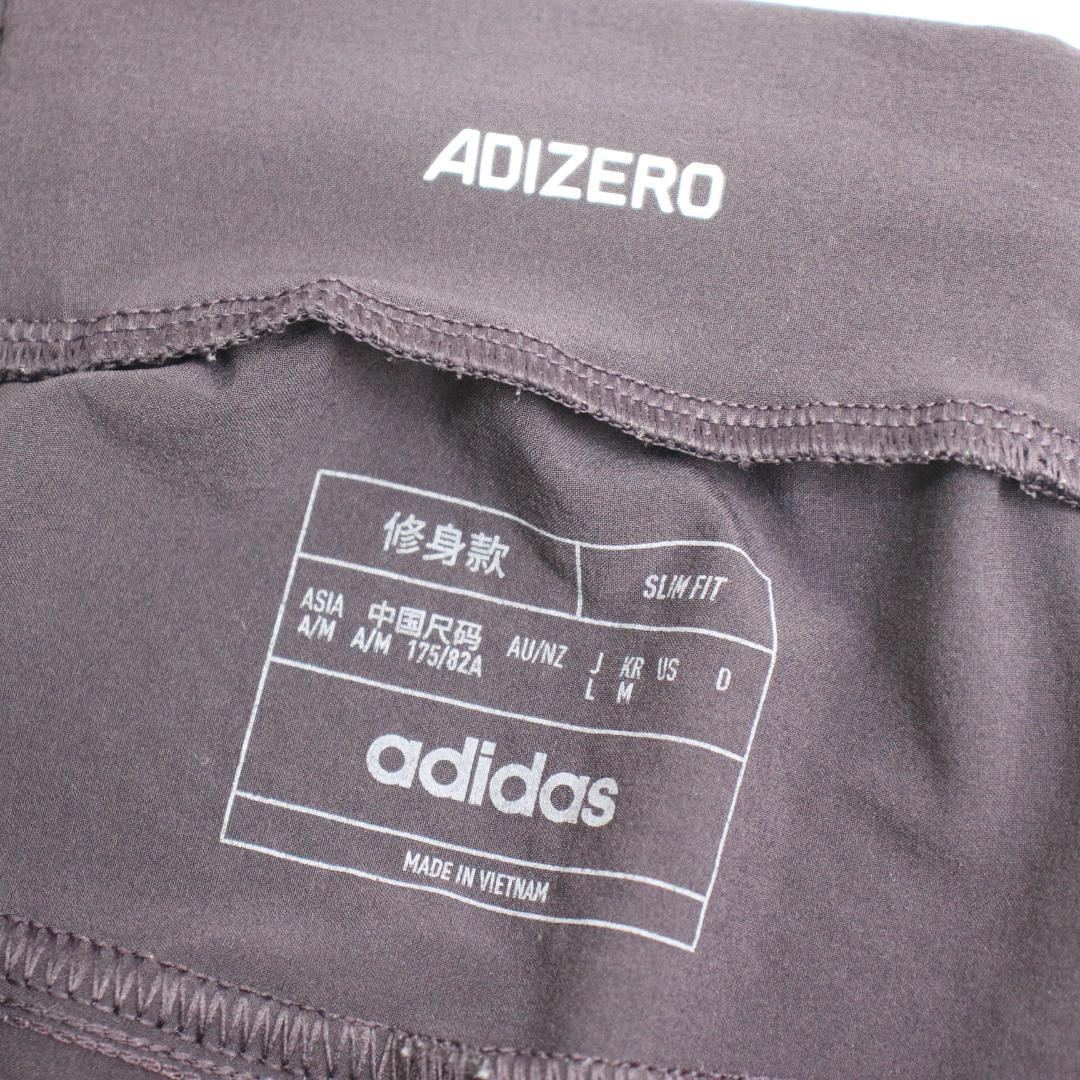 ADIZERO
修身款 SLIM FIT
ASIA 中国尺码 AU/NZ J KR US D
A/M A/M 175/82A L M
adidas
MADE IN VIETNAM